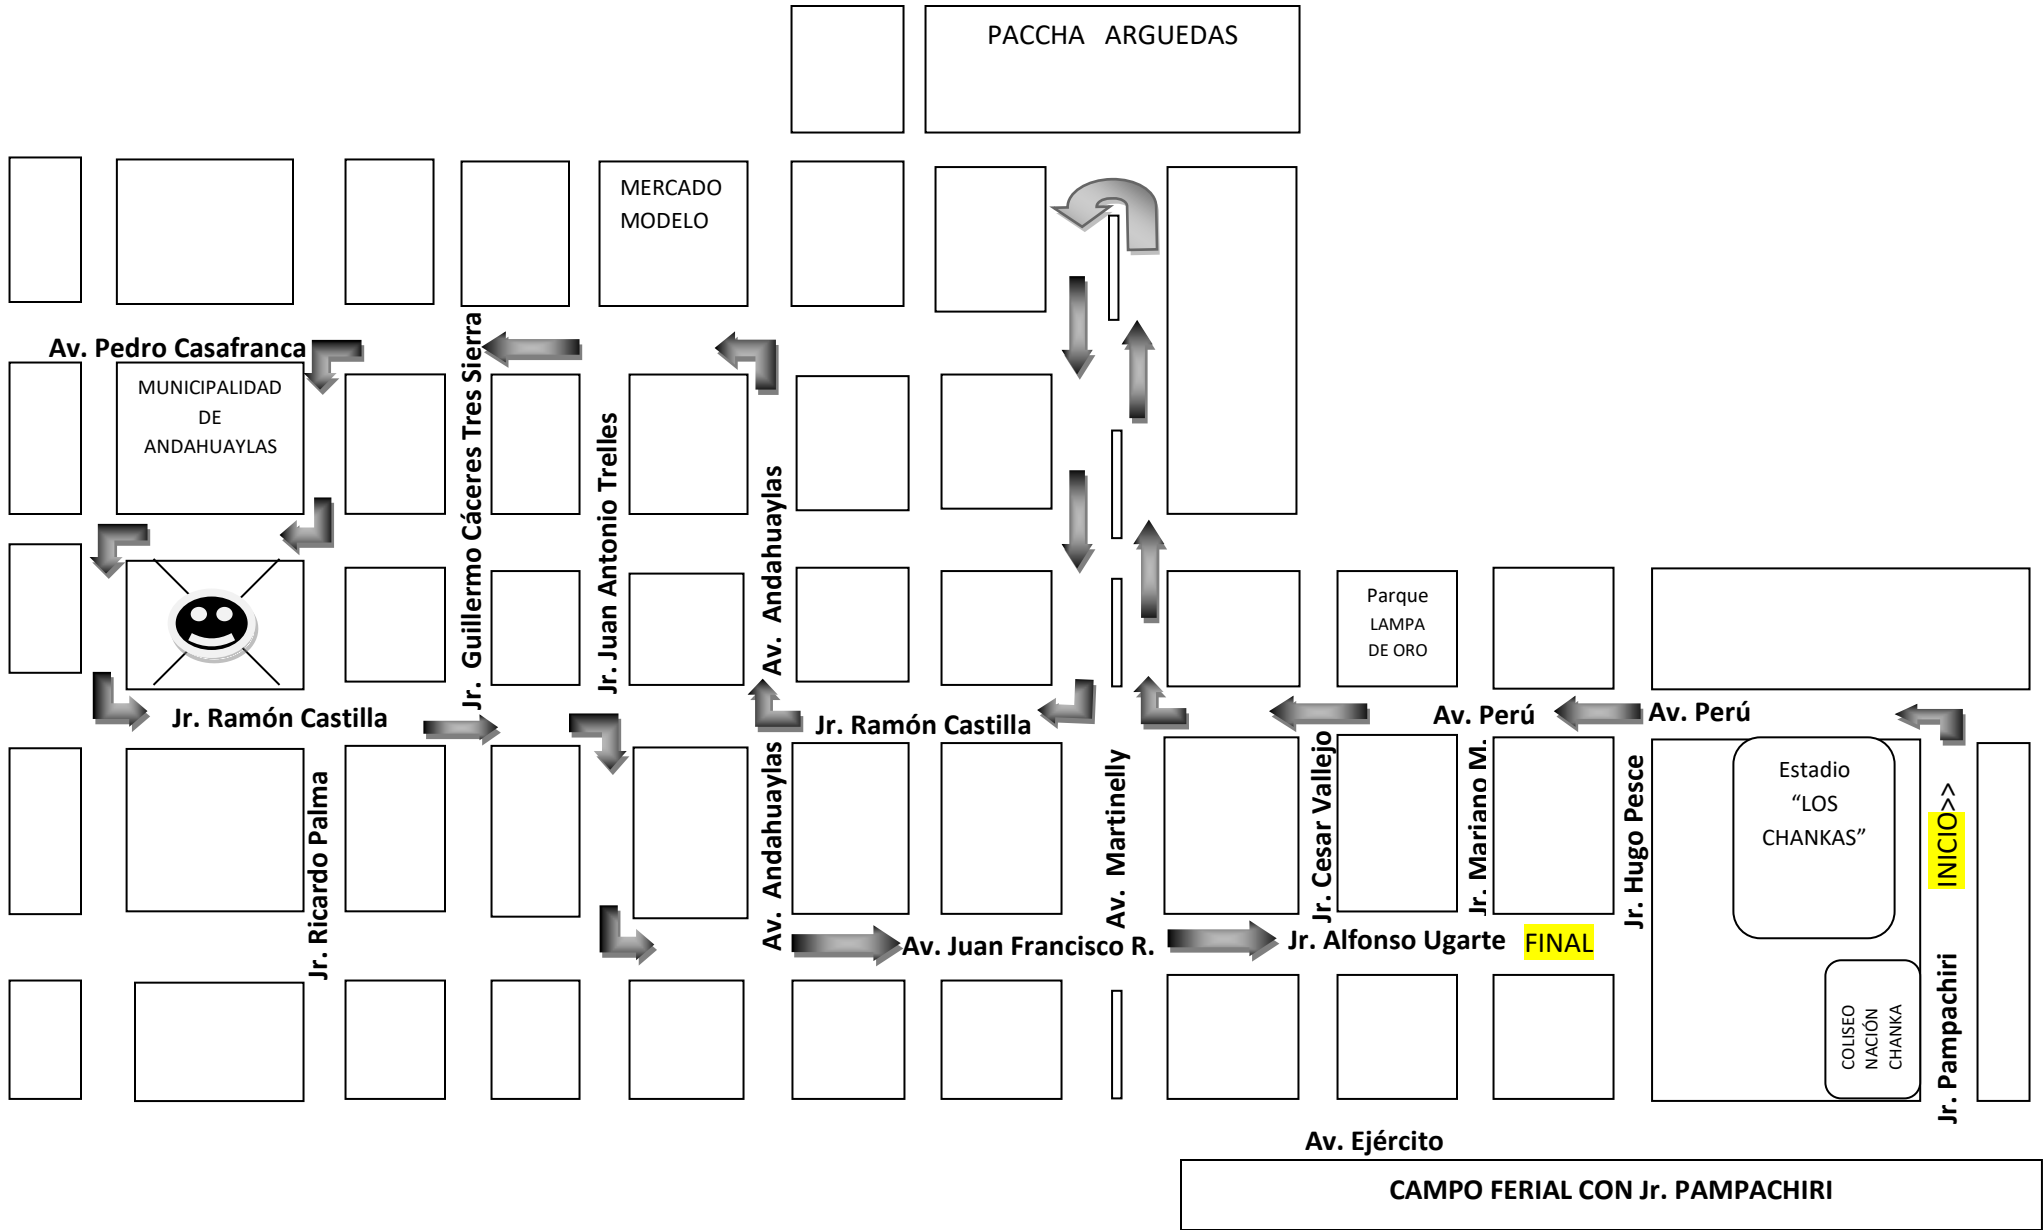 PACCHA ARGUEDAS
MERCADO
MODELO
Av. Pedro Casafranca
MUNICIPALIDAD
DE
ANDAHUAYLAS
Jr. Guillermo Cáceres Tres Sierra
Jr. Juan Antonio Trelles
Av. Andahuaylas
Parque
LAMPA
DE ORO
Jr. Ramón Castilla
Jr. Ramón Castilla
Av. Perú
Av. Perú
Jr. Ricardo Palma
Av. Andahuaylas
Av. Martinelly
Jr. Cesar Vallejo
Jr. Mariano M.
Jr. Hugo Pesce
Estadio
“LOS
CHANKAS”
INICIO>>
Av. Juan Francisco R.
Jr. Alfonso Ugarte
FINAL
COLISEO
NACIÓN
CHANKA
Jr. Pampachiri
Av. Ejército
CAMPO FERIAL CON Jr. PAMPACHIRI